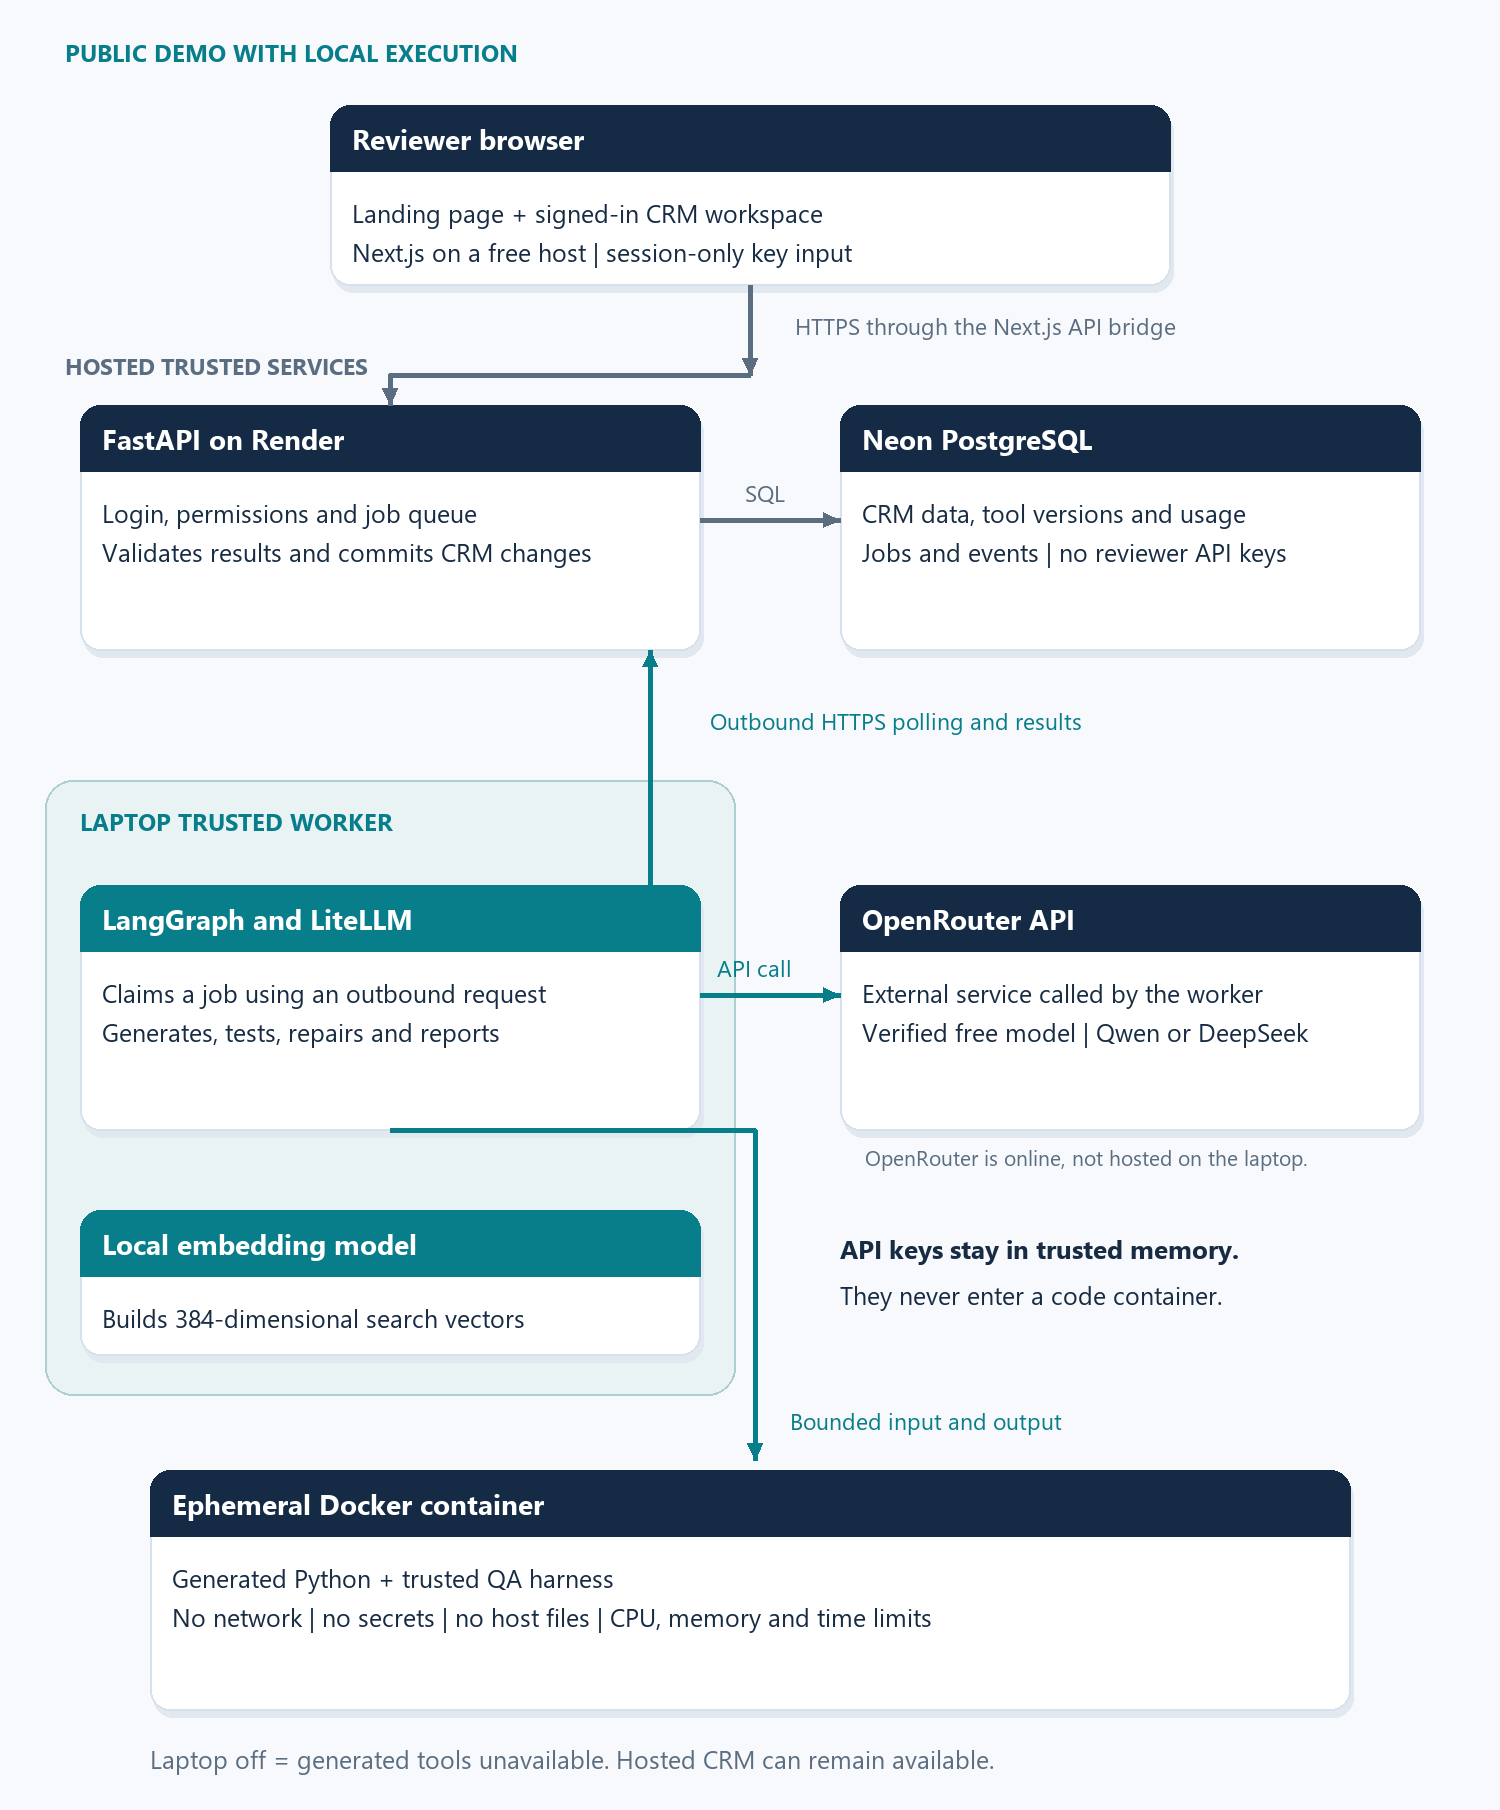 PUBLIC DEMO WITH LOCAL EXECUTION
Reviewer browser
Landing page + signed-in CRM workspace
Next.js on a free host | session-only key input
HTTPS through the Next.js API bridge
HOSTED TRUSTED SERVICES
FastAPI on Render
Login, permissions and job queue
Validates results and commits CRM changes
SQL
Neon PostgreSQL
CRM data, tool versions and usage
Jobs and events | no reviewer API keys
Outbound HTTPS polling and results
LAPTOP TRUSTED WORKER
LangGraph and LiteLLM
Claims a job using an outbound request
Generates, tests, repairs and reports
API call
OpenRouter API
External service called by the worker
Verified free model | Qwen or DeepSeek
OpenRouter is online, not hosted on the laptop.
Local embedding model
Builds 384-dimensional search vectors
API keys stay in trusted memory.
They never enter a code container.
Bounded input and output
Ephemeral Docker container
Generated Python + trusted QA harness
No network | no secrets | no host files | CPU, memory and time limits
Laptop off = generated tools unavailable. Hosted CRM can remain available.